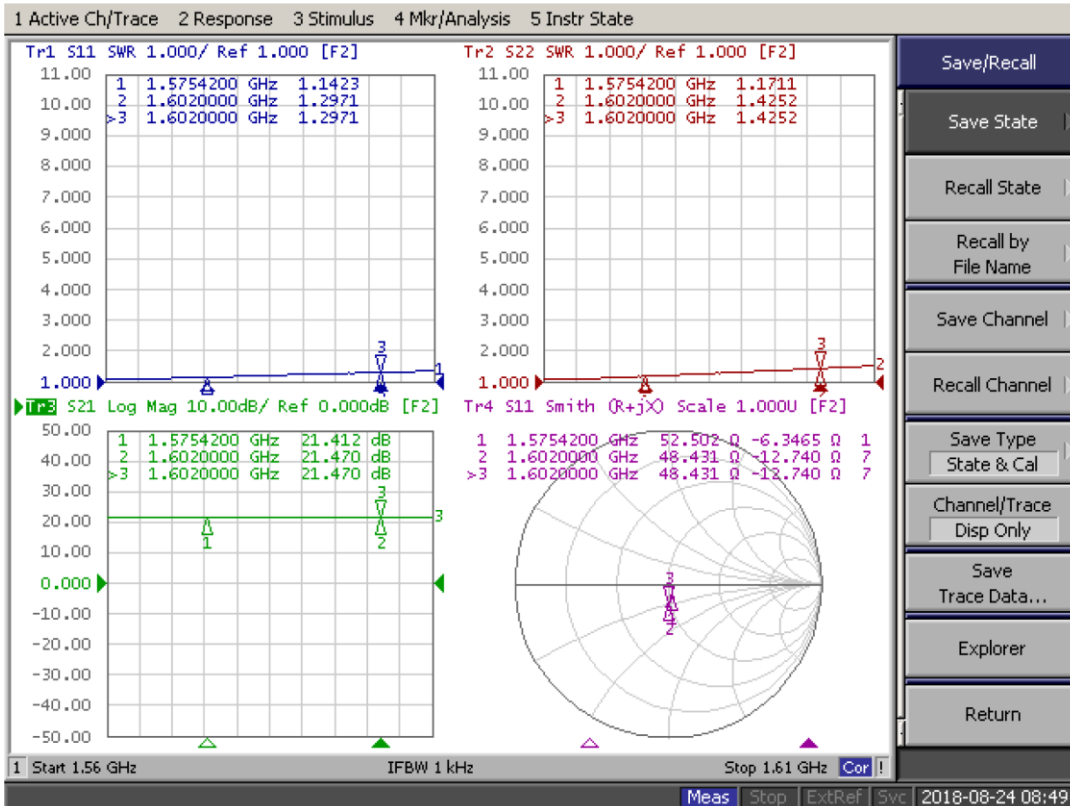 1 Active Ch/Trace 2 Response 3 Stimulus 4 Mkr/Analysis 5 Instr State
Tr1 S11 SWR 1.000/ Ref 1.000 [F2]
11.00
10.00
9.000
8.000
7.000
6.000
5.000
4.000
3.000
2.000
1.000
1 1.5754200 GHz 1.1423
2 1.6020000 GHz 1.2971
>3 1.6020000 GHz 1.2971
3
1
Tr2 S22 SWR 1.000/ Ref 1.000 [F2]
11.00
10.00
9.000
8.000
7.000
6.000
5.000
4.000
3.000
2.000
1.000
1 1.5754200 GHz 1.1711
2 1.6020000 GHz 1.4252
>3 1.6020000 GHz 1.4252
3
2
Tr3 S21 Log Mag 10.00dB/ Ref 0.000dB [F2]
50.00
40.00
30.00
20.00
10.00
0.000
-10.00
-20.00
-30.00
-40.00
-50.00
1 1.5754200 GHz 21.412 dB
2 1.6020000 GHz 21.470 dB
>3 1.6020000 GHz 21.470 dB
3
3
1
2
Tr4 S11 Smith (R+jX) Scale 1.000U [F2]
1 1.5754200 GHz 52.502 Ω -6.3465 Ω 1
2 1.6020000 GHz 48.431 Ω -12.740 Ω 7
>3 1.6020000 GHz 48.431 Ω -12.740 Ω 7
3
2
1 Start 1.56 GHz IFBW 1 kHz Stop 1.61 GHz Cor !
Save/Recall
Save State
Recall State
Recall by
File Name
Save Channel
Recall Channel
Save Type
State & Cal
Channel/Trace
Disp Only
Save
Trace Data...
Explorer
Return
Meas Stop ExtRef Svc 2018-08-24 08:49